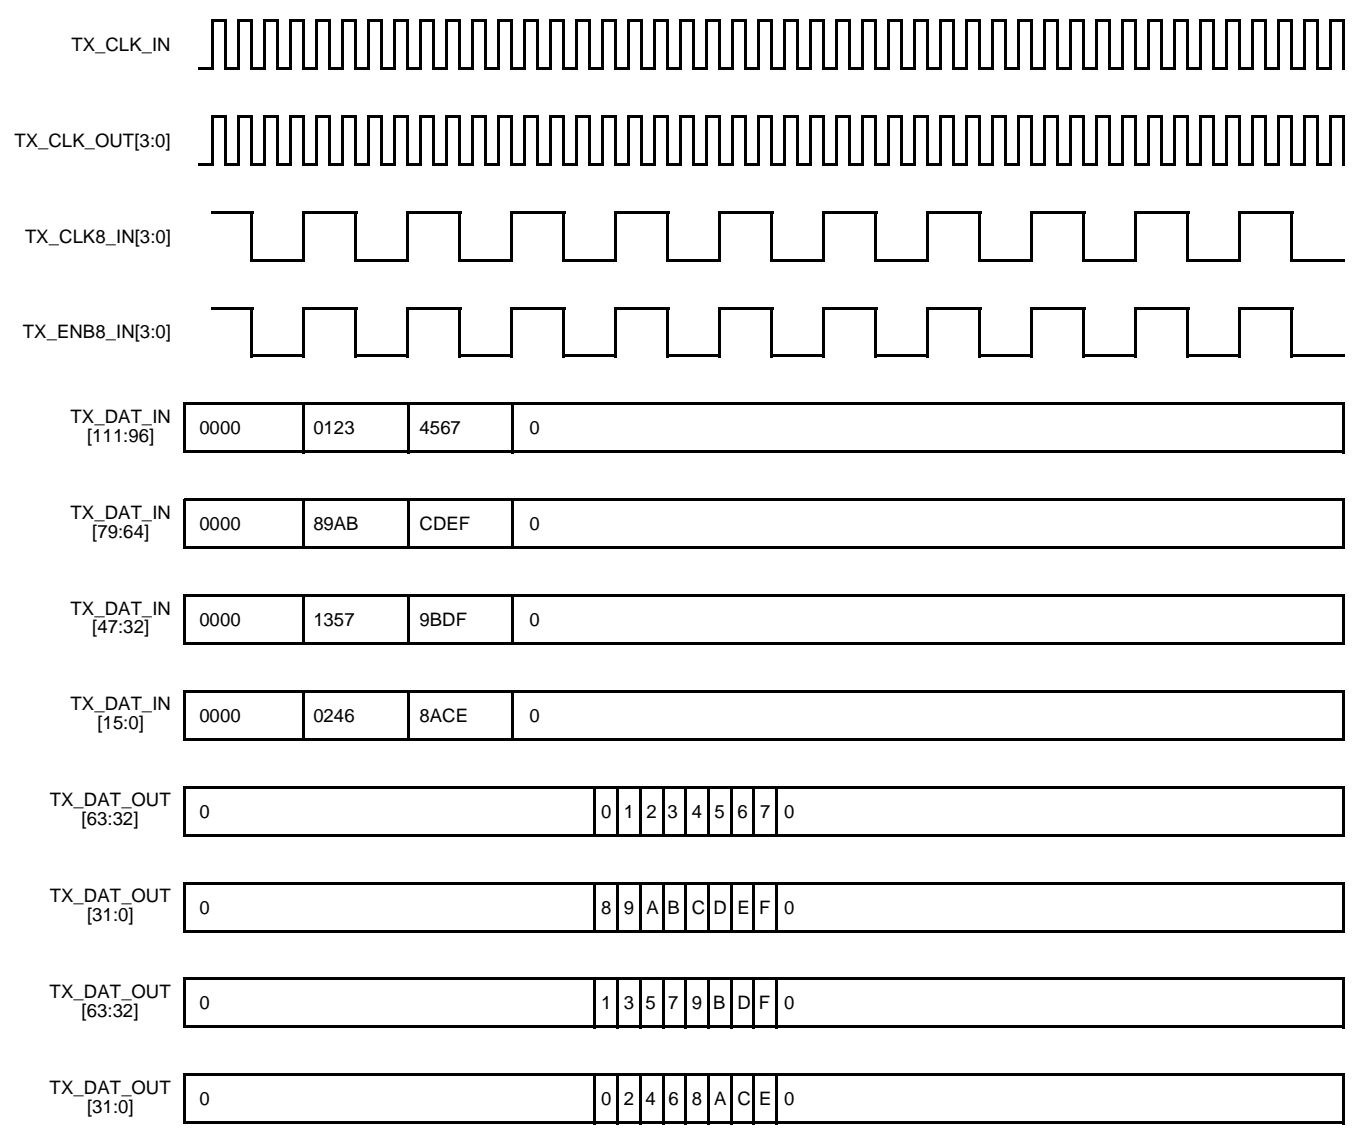 TX_CLK_IN
TX_CLK_OUT[3:0]
TX_CLK8_IN[3:0]
TX_ENB8_IN[3:0]
TX_DAT_IN
[111:96]
0000 0123 4567 0
TX_DAT_IN
[79:64]
0000 89AB CDEF 0
TX_DAT_IN
[47:32]
0000 1357 9BDF 0
TX_DAT_IN
[15:0]
0000 0246 8ACE 0
TX_DAT_OUT
[63:32]
0 0 1 2 3 4 5 6 7 0
TX_DAT_OUT
[31:0]
0 8 9 A B C D E F 0
TX_DAT_OUT
[63:32]
0 1 3 5 7 9 B D F 0
TX_DAT_OUT
[31:0]
0 0 2 4 6 8 A C E 0